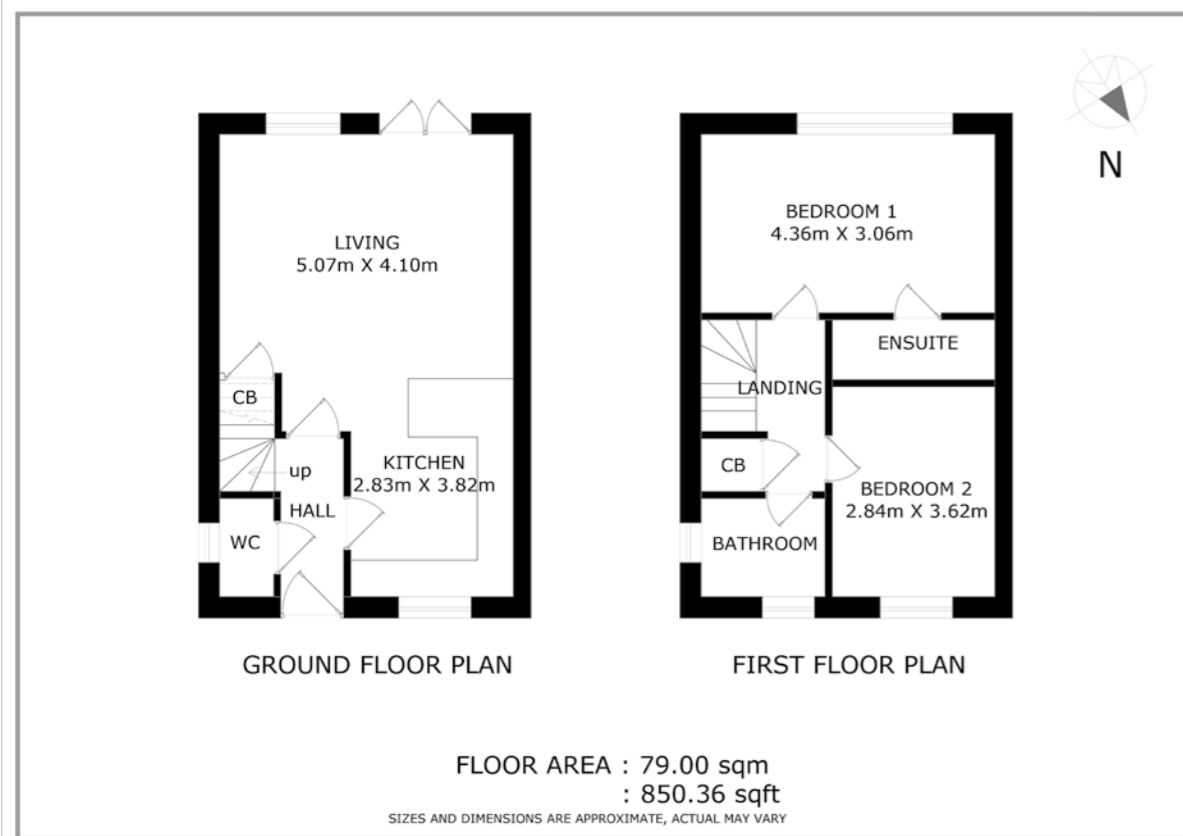 N
LIVING
5.07m X 4.10m
CB
up
KITCHEN
2.83m X 3.82m
HALL
WC
GROUND FLOOR PLAN
BEDROOM 1
4.36m X 3.06m
ENSUITE
LANDING
CB
BEDROOM 2
2.84m X 3.62m
BATHROOM
FIRST FLOOR PLAN
FLOOR AREA : 79.00 sqm
: 850.36 sqft
SIZES AND DIMENSIONS ARE APPROXIMATE, ACTUAL MAY VARY